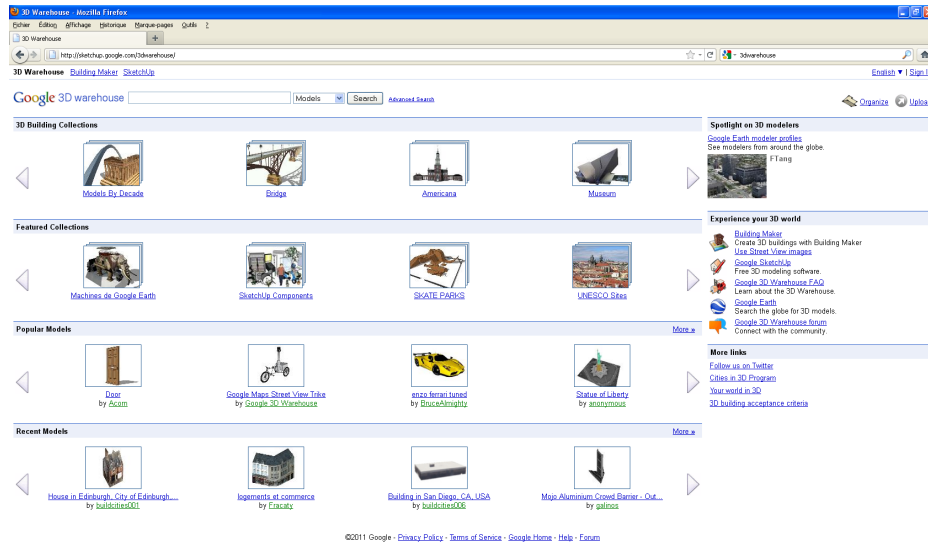 3D Warehouse - Mozilla Firefox
Fichier Édition Affichage Historique Marque-pages Outils ?
3D Warehouse +
http://sketchup.google.com/3dwarehouse/ 3dwarehouse
3D Warehouse Building Maker SketchUp English ▼ | Sign I
Google 3D warehouse Models Search Advanced Search Organize Uploa
3D Building Collections
Models By Decade Bridge Americana Museum
Featured Collections
Machines de Google Earth SketchUp Components SKATE PARKS UNESCO Sites
Popular Models More »
Door Google Maps Street View Trike enzo ferrari tuned Statue of Liberty
by Acorn by Google 3D Warehouse by BruceAlmighty by anonymous
Recent Models More »
House in Edinburgh, City of Edinburgh,... logements et commerce Building in San Diego, CA, USA Mojo Aluminium Crowd Barrier - Out...
by buildcities001 by Fracaty by buildcities006 by galinos
Spotlight on 3D modelers
Google Earth modeler profiles
See modelers from around the globe.
FTang
Experience your 3D world
Building Maker
Create 3D buildings with Building Maker
Use Street View images
Google SketchUp
Free 3D modeling software.
Google 3D Warehouse FAQ
Learn about the 3D Warehouse.
Google Earth
Search the globe for 3D models.
Google 3D Warehouse forum
Connect with the community.
More links
Follow us on Twitter
Cities in 3D Program
Your world in 3D
3D building acceptance criteria
©2011 Google - Privacy Policy - Terms of Service - Google Home - Help - Forum